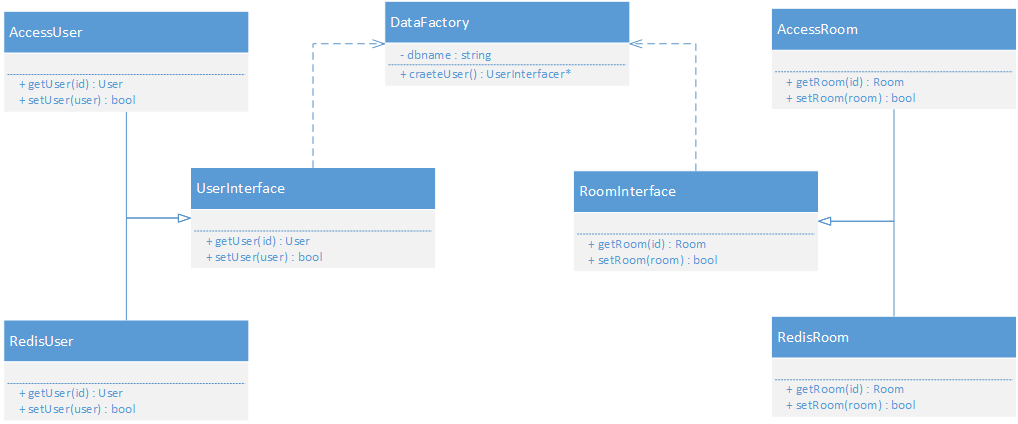 AccessUser
+ getUser(id) : User
+ setUser(user) : bool
DataFactory
- dbname : string
+ craeteUser() : UserInterfacer*
AccessRoom
+ getRoom(id) : Room
+ setRoom(room) : bool
UserInterface
+ getUser(id) : User
+ setUser(user) : bool
RoomInterface
+ getRoom(id) : Room
+ setRoom(room) : bool
RedisUser
+ getUser(id) : User
+ setUser(user) : bool
RedisRoom
+ getRoom(id) : Room
+ setRoom(room) : bool